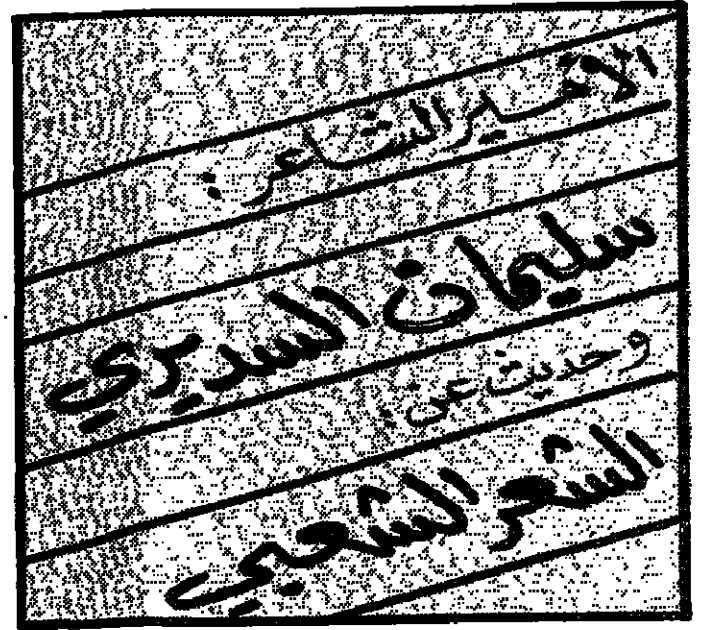 الأمير الشاعر:
سليمان السديري
وحديث عن:
الشعر الشعبي